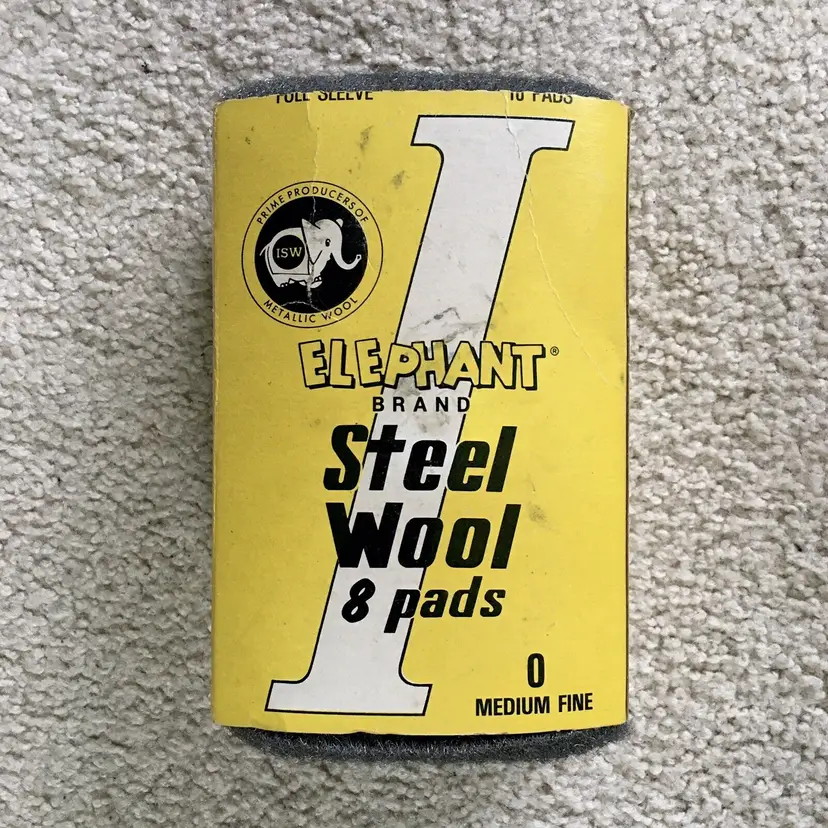 FULL SLEEVE 10 PADS
PRIME PRODUCERS OF
ISW
METALLIC WOOL
I
ELEPHANT®
BRAND
Steel
Wool
8 pads
0
MEDIUM FINE